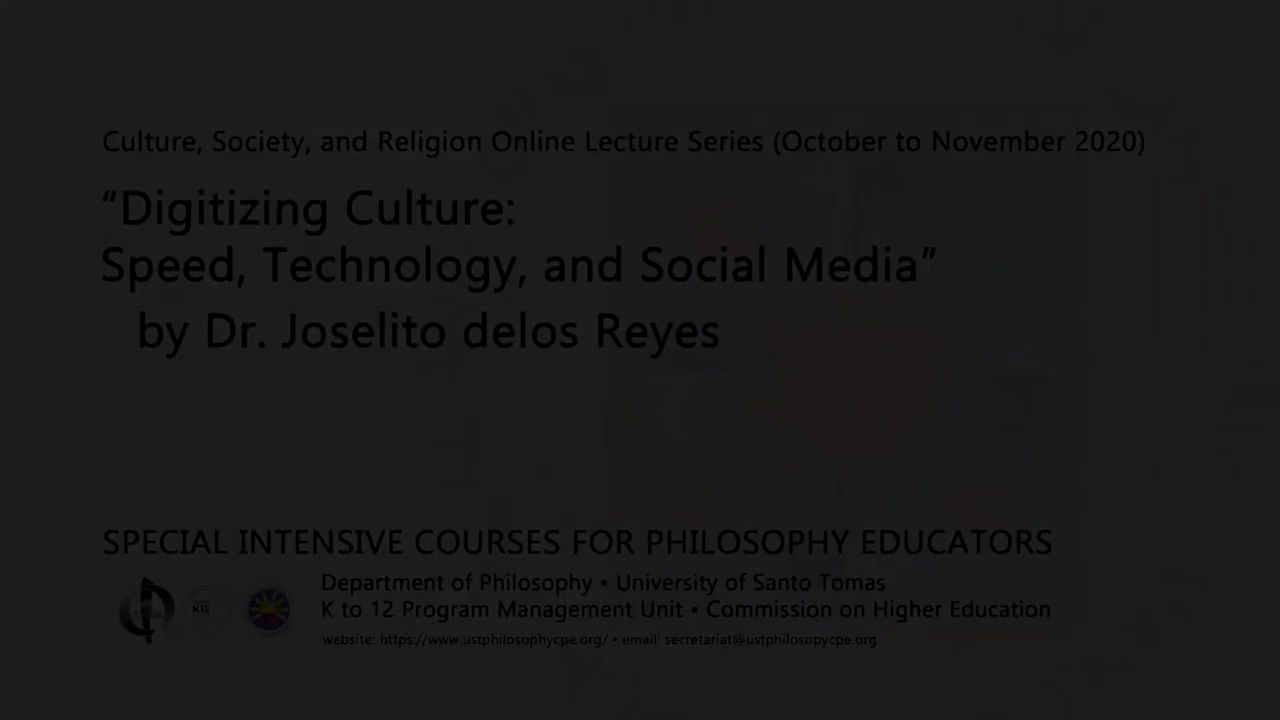 Culture, Society, and Religion Online Lecture Series (October to November 2020)
“Digitizing Culture:
Speed, Technology, and Social Media”
by Dr. Joselito delos Reyes
SPECIAL INTENSIVE COURSES FOR PHILOSOPHY EDUCATORS
K12
Department of Philosophy • University of Santo Tomas
K to 12 Program Management Unit • Commission on Higher Education
website: https://www.ustphilosophycpe.org/ • email: secretariat@ustphilosopycpe.org